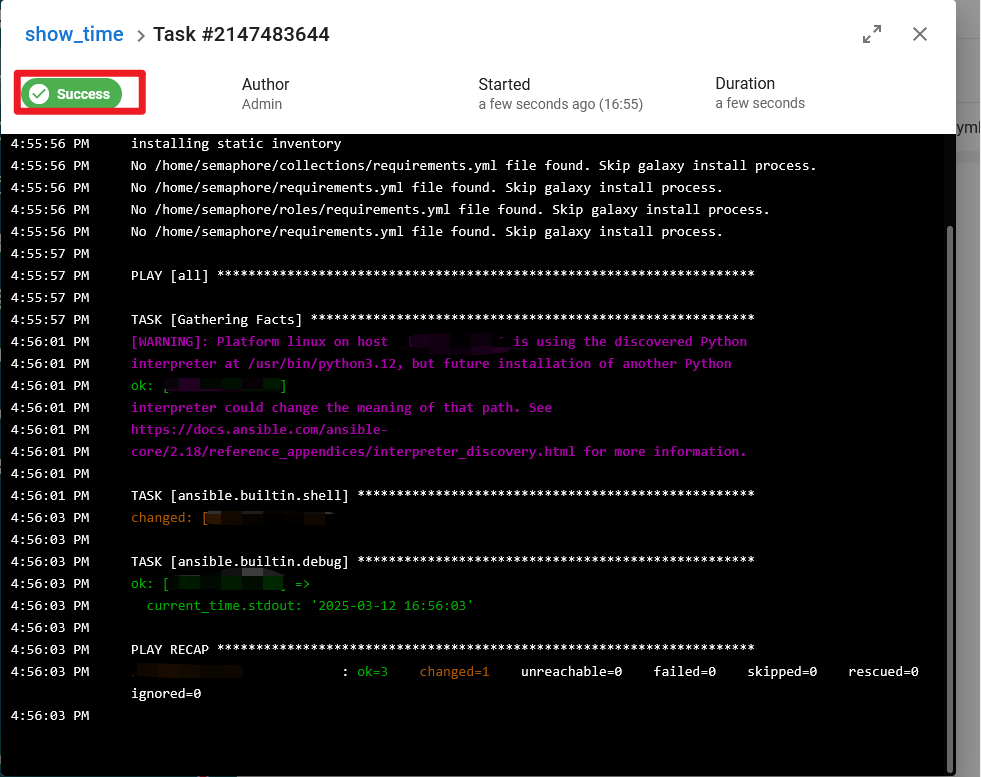 show_time > Task #2147483644
Success
Author
Admin
Started
a few seconds ago (16:55)
Duration
a few seconds
yml
4:55:56 PM installing static inventory
4:55:56 PM No /home/semaphore/collections/requirements.yml file found. Skip galaxy install process.
4:55:56 PM No /home/semaphore/requirements.yml file found. Skip galaxy install process.
4:55:56 PM No /home/semaphore/roles/requirements.yml file found. Skip galaxy install process.
4:55:56 PM No /home/semaphore/requirements.yml file found. Skip galaxy install process.
4:55:57 PM
4:55:57 PM PLAY [all] *********************************************************************
4:55:57 PM
4:55:57 PM TASK [Gathering Facts] *********************************************************
4:56:01 PM [WARNING]: Platform linux on host is using the discovered Python
4:56:01 PM interpreter at /usr/bin/python3.12, but future installation of another Python
4:56:01 PM ok: [ ]
4:56:01 PM interpreter could change the meaning of that path. See
4:56:01 PM https://docs.ansible.com/ansible-
4:56:01 PM core/2.18/reference_appendices/interpreter_discovery.html for more information.
4:56:01 PM
4:56:01 PM TASK [ansible.builtin.shell] ***************************************************
4:56:03 PM changed: [
4:56:03 PM
4:56:03 PM TASK [ansible.builtin.debug] ***************************************************
4:56:03 PM ok: [ ] =>
4:56:03 PM current_time.stdout: '2025-03-12 16:56:03'
4:56:03 PM
4:56:03 PM PLAY RECAP *********************************************************************
4:56:03 PM : ok=3 changed=1 unreachable=0 failed=0 skipped=0 rescued=0
ignored=0
4:56:03 PM